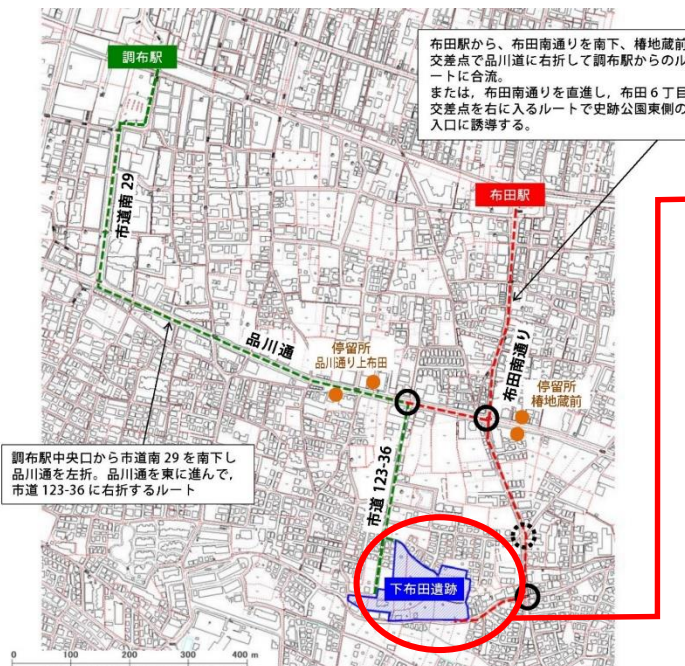 調布駅
布田駅から、布田南通りを南下、椿地蔵前
交差点で品川道に右折して調布駅からのル
ートに合流。
または，布田南通りを直進し，布田６丁目
交差点を右に入るルートで史跡公園東側の
入口に誘導する。
布田駅
市道南 29
品川通
停留所
品川通り上布田
布田南通り
停留所
椿地蔵前
調布駅中央口から市道南 29 を南下し
品川通を左折。品川通を東に進んで，
市道 123-36 に右折するルート
市道 123-36
下布田遺跡
0 100 200 300 400 m